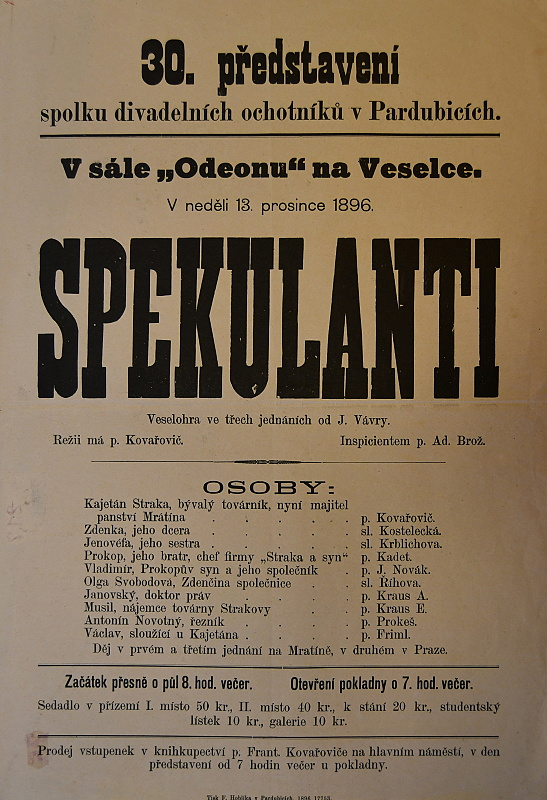 30. představení
spolku divadelních ochotníků v Pardubicích.
V sále „Odeonu“ na Veselce.
V neděli 13. prosince 1896.
SPEKULANTI
Veselohra ve třech jednáních od J. Vávry.
Režii má p. Kovařovič. Inspicientem p. Ad. Brož.
OSOBY:
Kajetán Straka, bývalý továrník, nyní majitel
panství Mrátína . . . . . p. Kovařovič.
Zdenka, jeho dcera . . . . . sl. Kostelecká.
Jenovéfa, jeho sestra . . . . . sl. Krblichova.
Prokop, jeho bratr, chef firmy „Straka a syn“ p. Kadet.
Vladimír, Prokopův syn a jeho společník . p. J. Novák.
Olga Svobodová, Zdenčina společnice . . sl. Říhova.
Janovský, doktor práv . . . . . p. Kraus A.
Musil, nájemce továrny Strakovy . . . p. Kraus E.
Antonín Novotný, řezník . . . . p. Prokeš.
Václav, sloužící u Kajetána . . . . p. Friml.
Děj v prvém a třetím jednání na Mratíně, v druhém v Praze.
Začátek přesně o půl 8. hod. večer. Otevření pokladny o 7. hod. večer.
Sedadlo v přízemí I. místo 50 kr., II. místo 40 kr., k stání 20 kr., studentský
lístek 10 kr., galerie 10 kr.
Prodej vstupenek v knihkupectví p. Frant. Kovařoviče na hlavním náměstí, v den
představení od 7 hodin večer u pokladny.
Tisk F. Hoblíka v Pardubicích. 1896